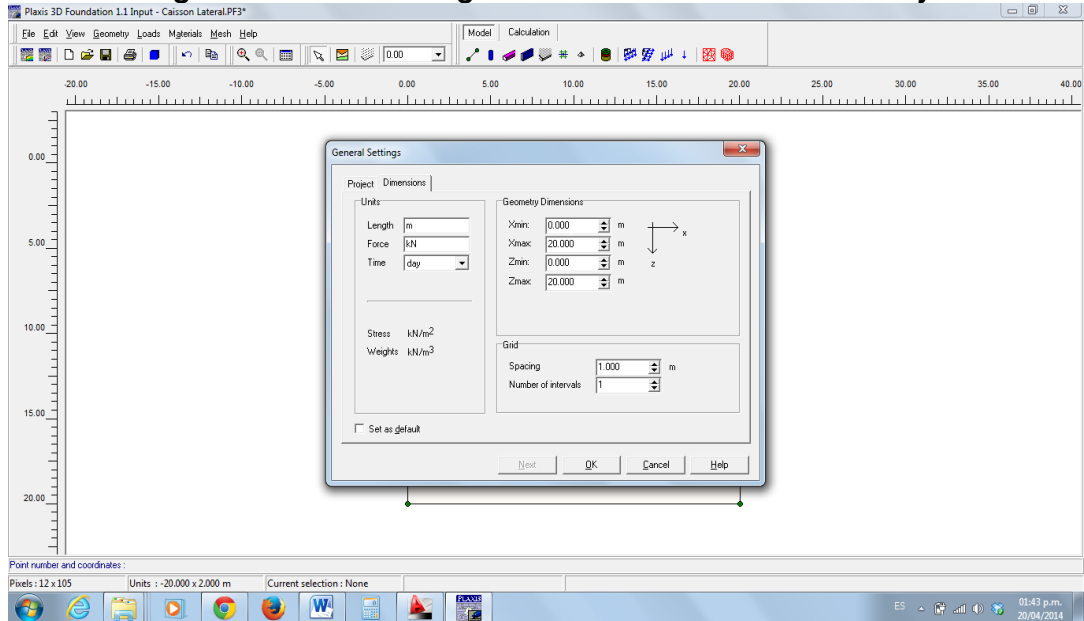 Plaxis 3D Foundation 1.1 Input - Caisson Lateral.PF3*
File Edit View Geometry Loads Materials Mesh Help
Model Calculation
0.00
-20.00 -15.00 -10.00 -5.00 0.00 5.00 10.00 15.00 20.00 25.00 30.00 35.00 40.00
0.00
5.00
10.00
15.00
20.00
General Settings
Project Dimensions
Units
Length m
Force kN
Time day
Stress kN/m2
Weights kN/m3
Geometry Dimensions
Xmin: 0.000 m
Xmax: 20.000 m
Zmin: 0.000 m
Zmax: 20.000 m
x
z
Grid
Spacing 1.000 m
Number of intervals 1
Set as default
Next OK Cancel Help
Point number and coordinates :
Pixels : 12 x 105 Units : -20.000 x 2.000 m Current selection : None
PLAXIS
ES 01:43 p.m.
20/04/2014